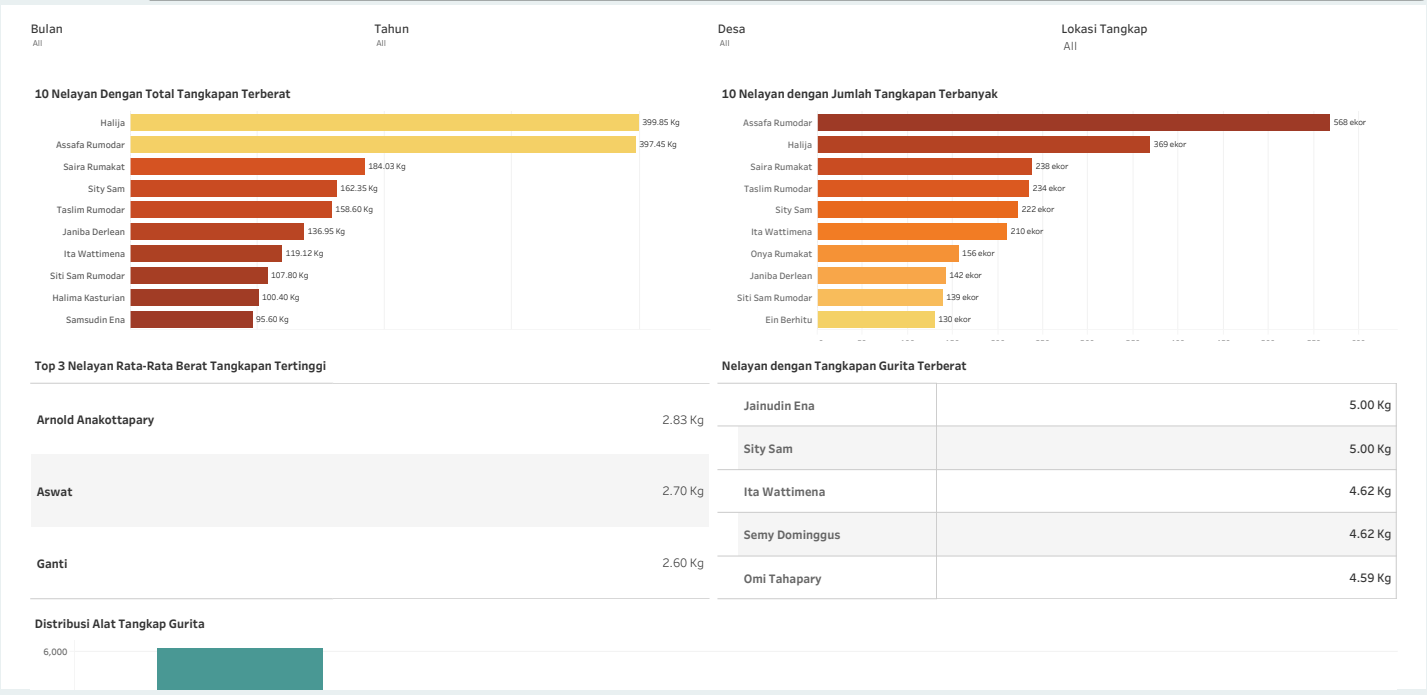 Bulan
All
Tahun
All
Desa
All
Lokasi Tangkap
All
10 Nelayan Dengan Total Tangkapan Terberat
Halija 399.85 Kg
Assafa Rumodar 397.45 Kg
Saira Rumakat 184.03 Kg
Sity Sam 162.35 Kg
Taslim Rumodar 158.60 Kg
Janiba Derlean 136.95 Kg
Ita Wattimena 119.12 Kg
Siti Sam Rumodar 107.80 Kg
Halima Kasturian 100.40 Kg
Samsudin Ena 95.60 Kg
10 Nelayan dengan Jumlah Tangkapan Terbanyak
Assafa Rumodar 568 ekor
Halija 369 ekor
Saira Rumakat 238 ekor
Taslim Rumodar 234 ekor
Sity Sam 222 ekor
Ita Wattimena 210 ekor
Onya Rumakat 156 ekor
Janiba Derlean 142 ekor
Siti Sam Rumodar 139 ekor
Ein Berhitu 130 ekor
Top 3 Nelayan Rata-Rata Berat Tangkapan Tertinggi
Arnold Anakottapary 2.83 Kg
Aswat 2.70 Kg
Ganti 2.60 Kg
Nelayan dengan Tangkapan Gurita Terberat
Jainudin Ena 5.00 Kg
Sity Sam 5.00 Kg
Ita Wattimena 4.62 Kg
Semy Dominggus 4.62 Kg
Omi Tahapary 4.59 Kg
Distribusi Alat Tangkap Gurita
6,000